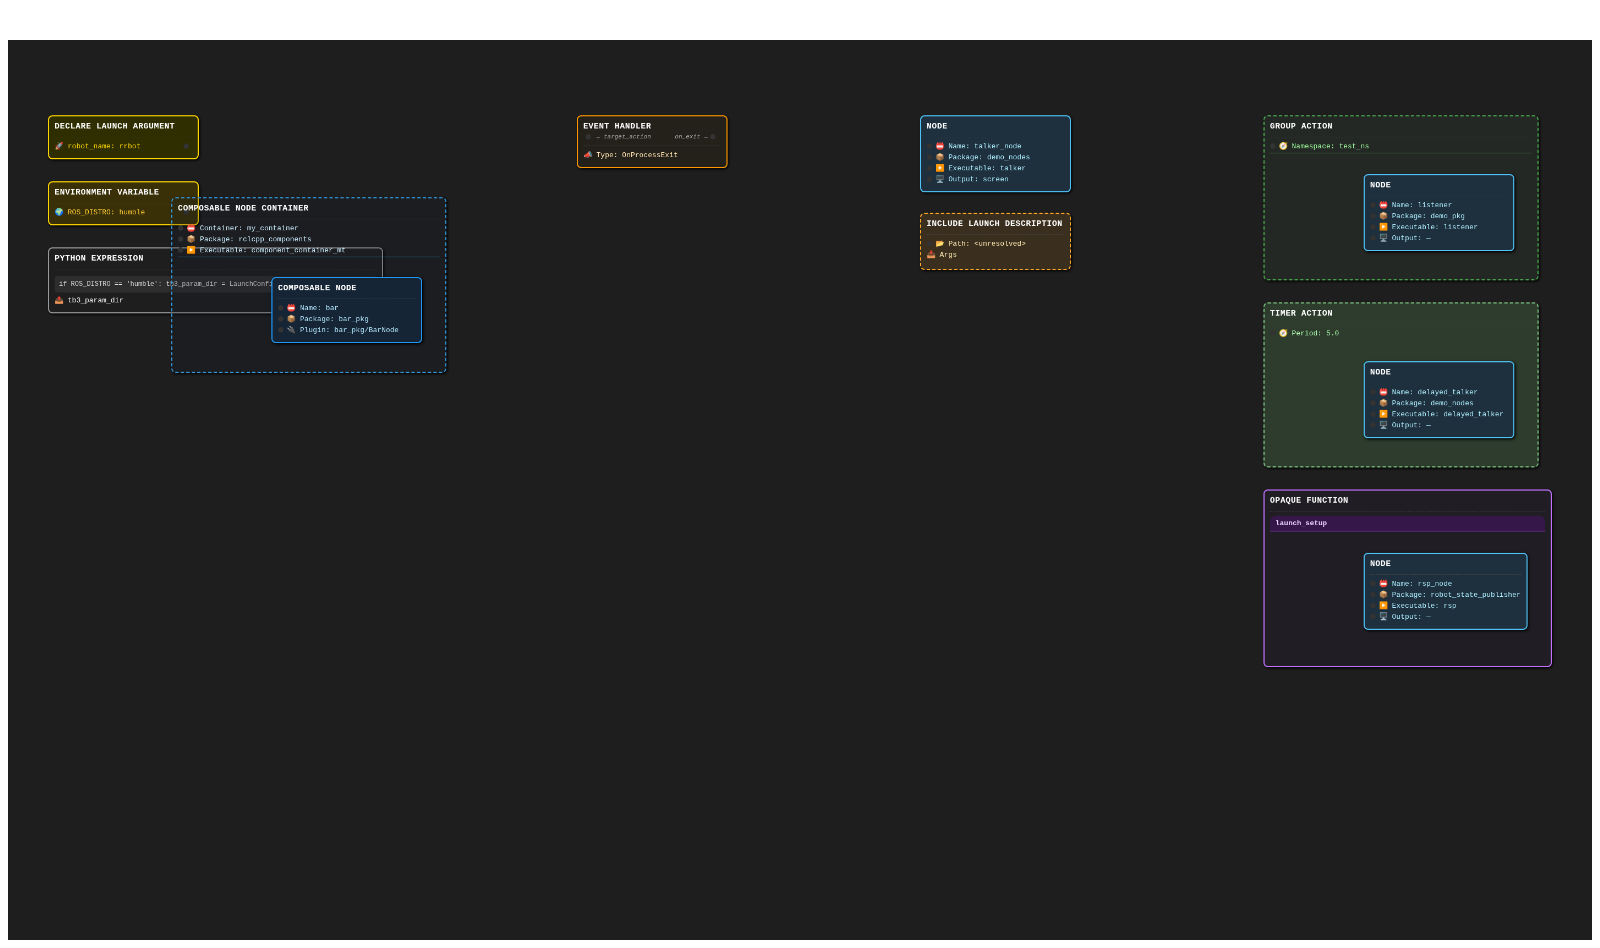 DECLARE LAUNCH ARGUMENT
🚀 robot_name: rrbot
ENVIRONMENT VARIABLE
🌍 ROS_DISTRO: humble
PYTHON EXPRESSION
if ROS_DISTRO == 'humble': tb3_param_dir = LaunchConfi
📤 tb3_param_dir
COMPOSABLE NODE CONTAINER
📛 Container: my_container
📦 Package: rclcpp_components
▶️ Executable: component_container_mt
COMPOSABLE NODE
📛 Name: bar
📦 Package: bar_pkg
🔌 Plugin: bar_pkg/BarNode
EVENT HANDLER
— target_action on_exit —
📣 Type: OnProcessExit
NODE
📛 Name: talker_node
📦 Package: demo_nodes
▶️ Executable: talker
🖥️ Output: screen
INCLUDE LAUNCH DESCRIPTION
📂 Path: <unresolved>
📥 Args
GROUP ACTION
🧭 Namespace: test_ns
NODE
📛 Name: listener
📦 Package: demo_pkg
▶️ Executable: listener
🖥️ Output: —
TIMER ACTION
🧭 Period: 5.0
NODE
📛 Name: delayed_talker
📦 Package: demo_nodes
▶️ Executable: delayed_talker
🖥️ Output: —
OPAQUE FUNCTION
launch_setup
NODE
📛 Name: rsp_node
📦 Package: robot_state_publisher
▶️ Executable: rsp
🖥️ Output: —